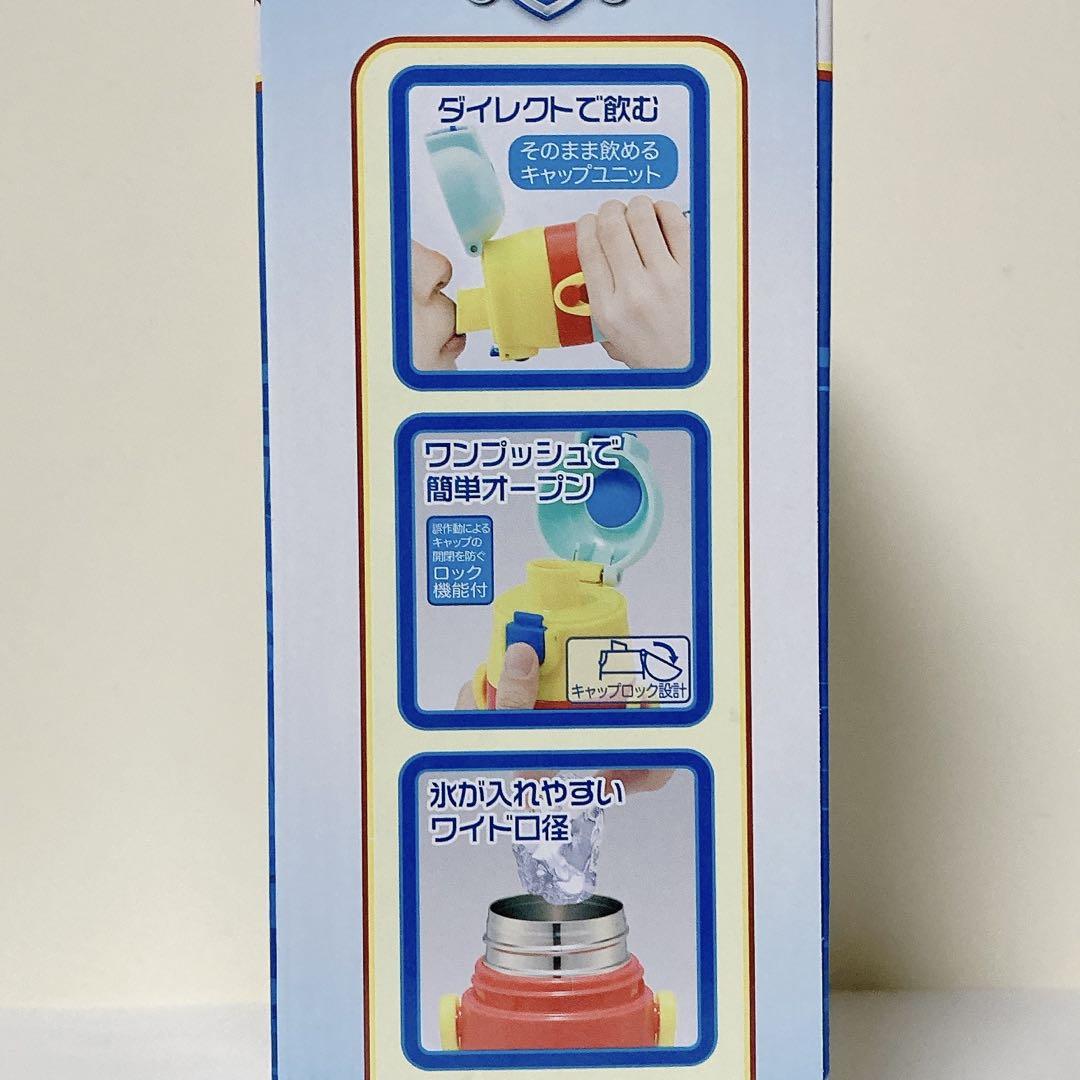 ダイレクトで飲む
そのまま飲める
キャップユニット
ワンプッシュで
簡単オープン
誤作動による
キャップの
開閉を防ぐ
ロック
機能付
キャップロック設計
氷が入れやすい
ワイド口径